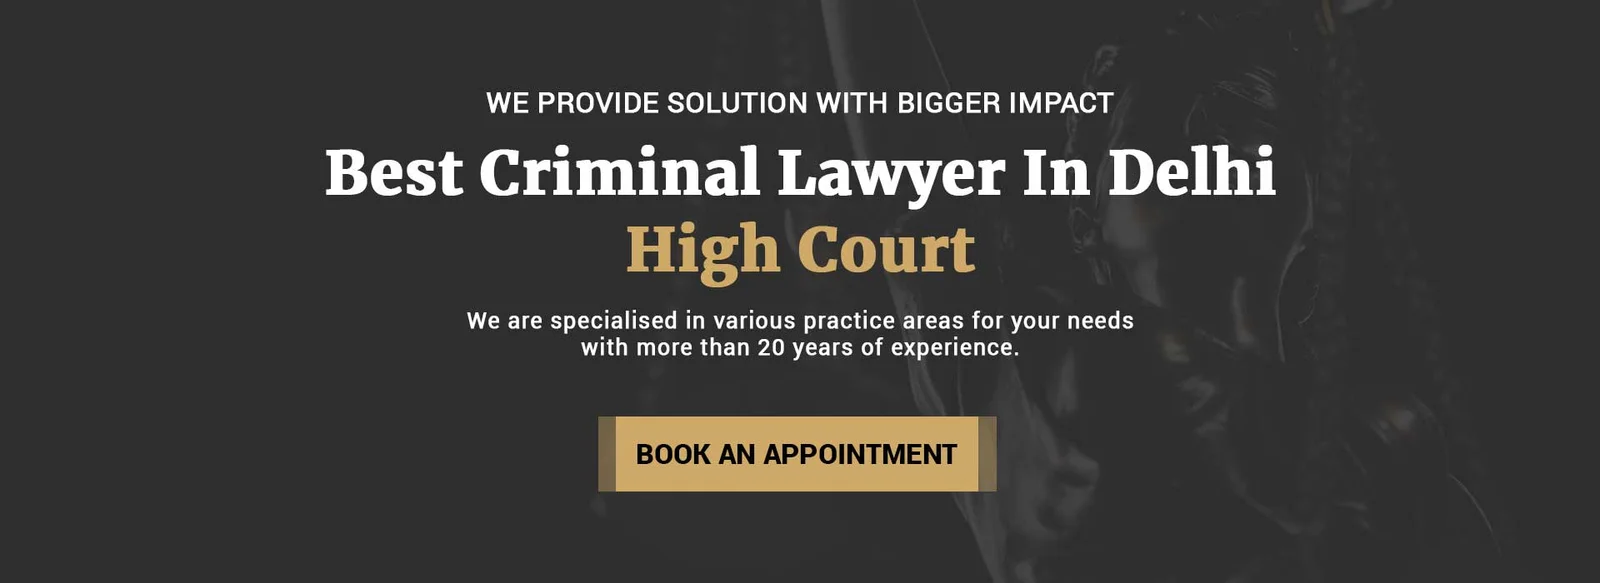 WE PROVIDE SOLUTION WITH BIGGER IMPACT
Best Criminal Lawyer In Delhi
High Court
We are specialised in various practice areas for your needs
with more than 20 years of experience.
BOOK AN APPOINTMENT